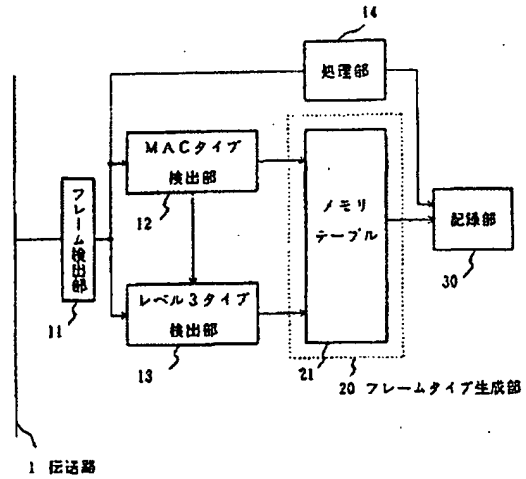 14
処理部
MACタイプ
検出部
12
フレーム検出部
11
レベル3タイプ
検出部
13
メモリ
テーブル
21
20 フレームタイプ生成部
記録部
30
1 伝送路